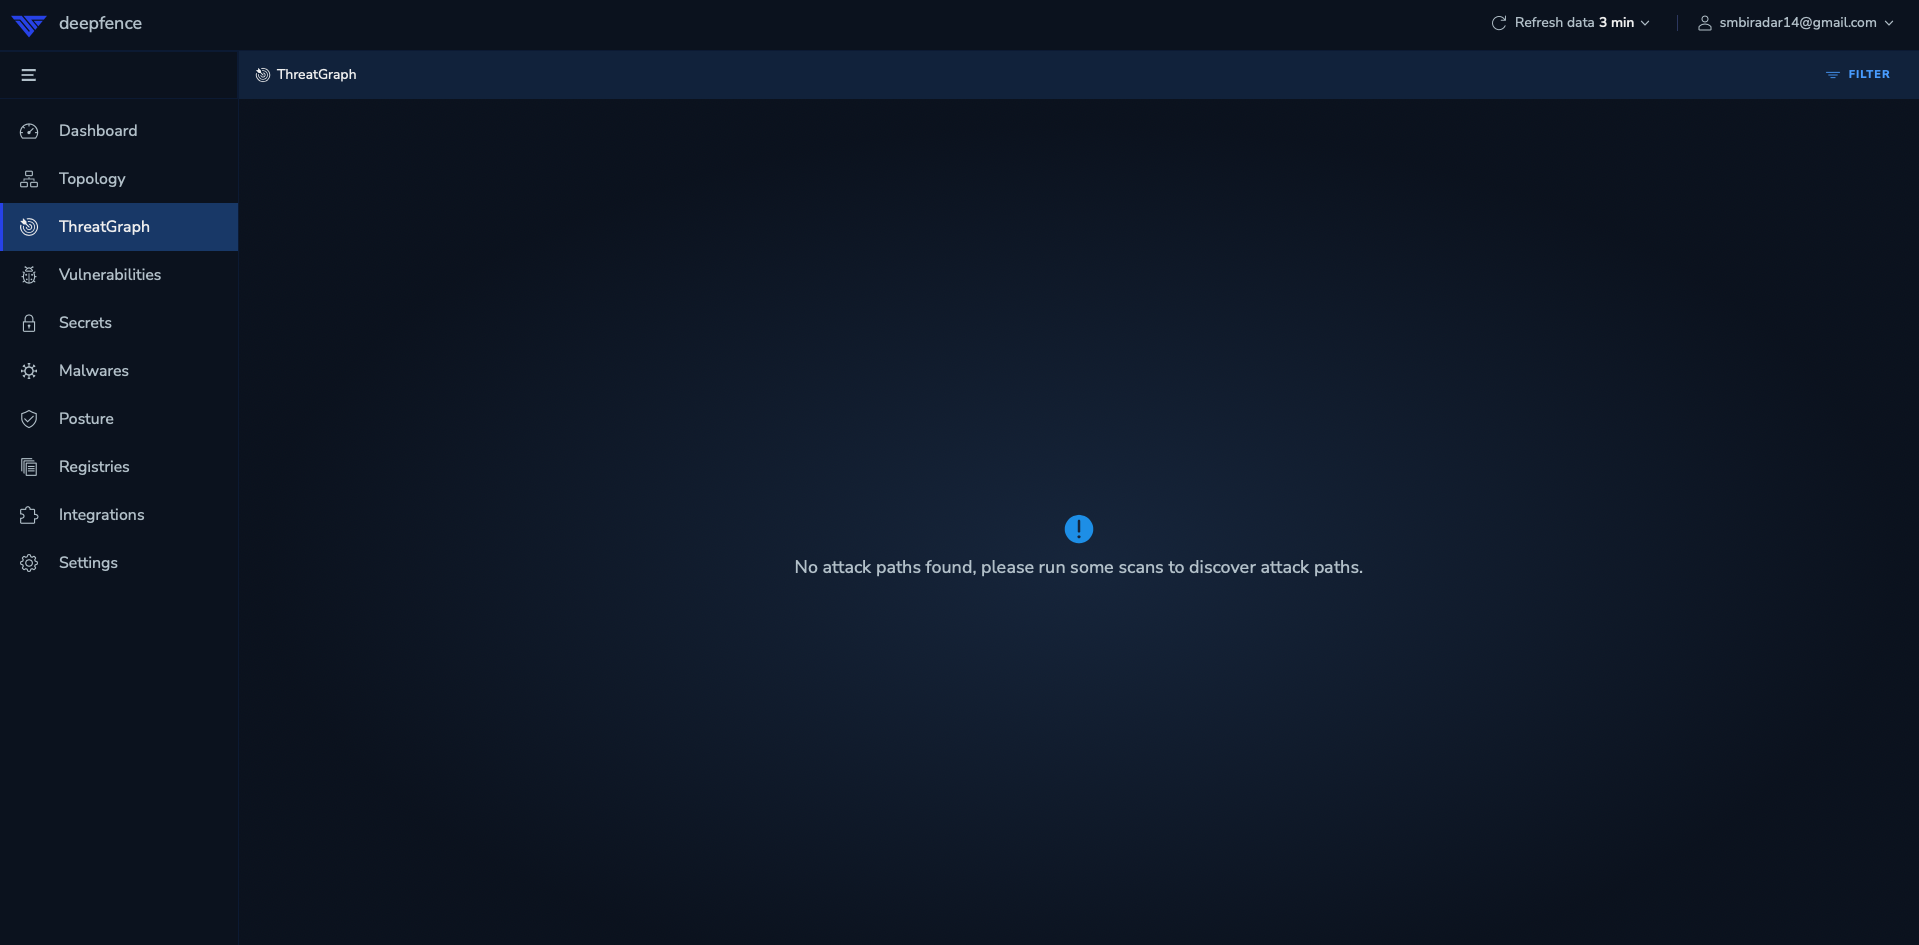 deepfence
Refresh data 3 min
smbiradar14@gmail.com
ThreatGraph
FILTER
Dashboard
Topology
ThreatGraph
Vulnerabilities
Secrets
Malwares
Posture
Registries
Integrations
Settings
No attack paths found, please run some scans to discover attack paths.